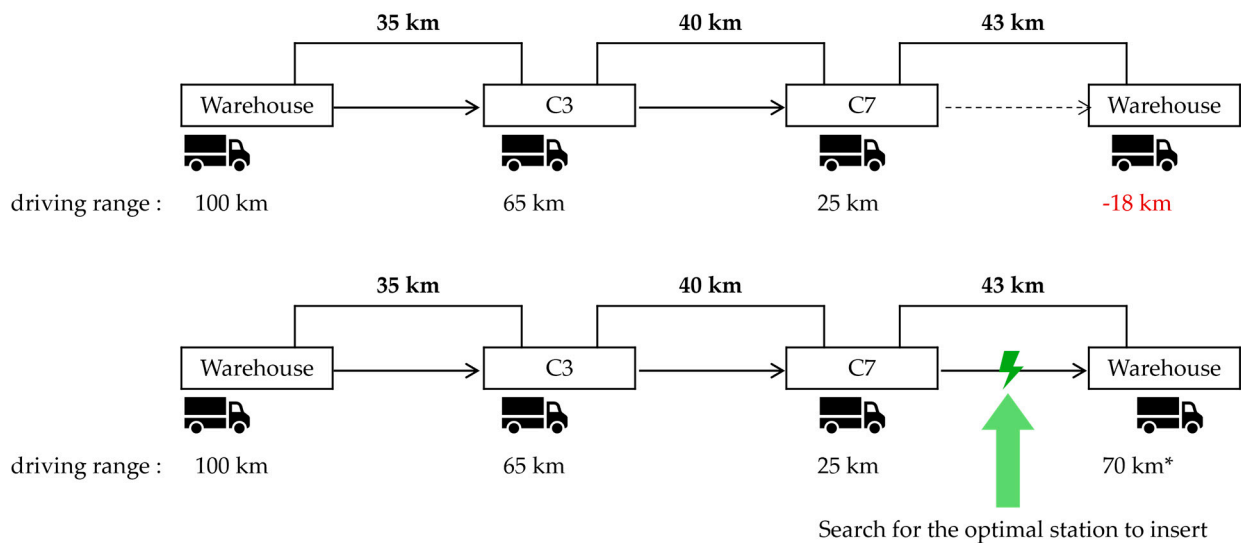 35 km 40 km 43 km
Warehouse C3 C7 Warehouse
driving range : 100 km 65 km 25 km -18 km
35 km 40 km 43 km
Warehouse C3 C7 Warehouse
driving range : 100 km 65 km 25 km 70 km*
Search for the optimal station to insert